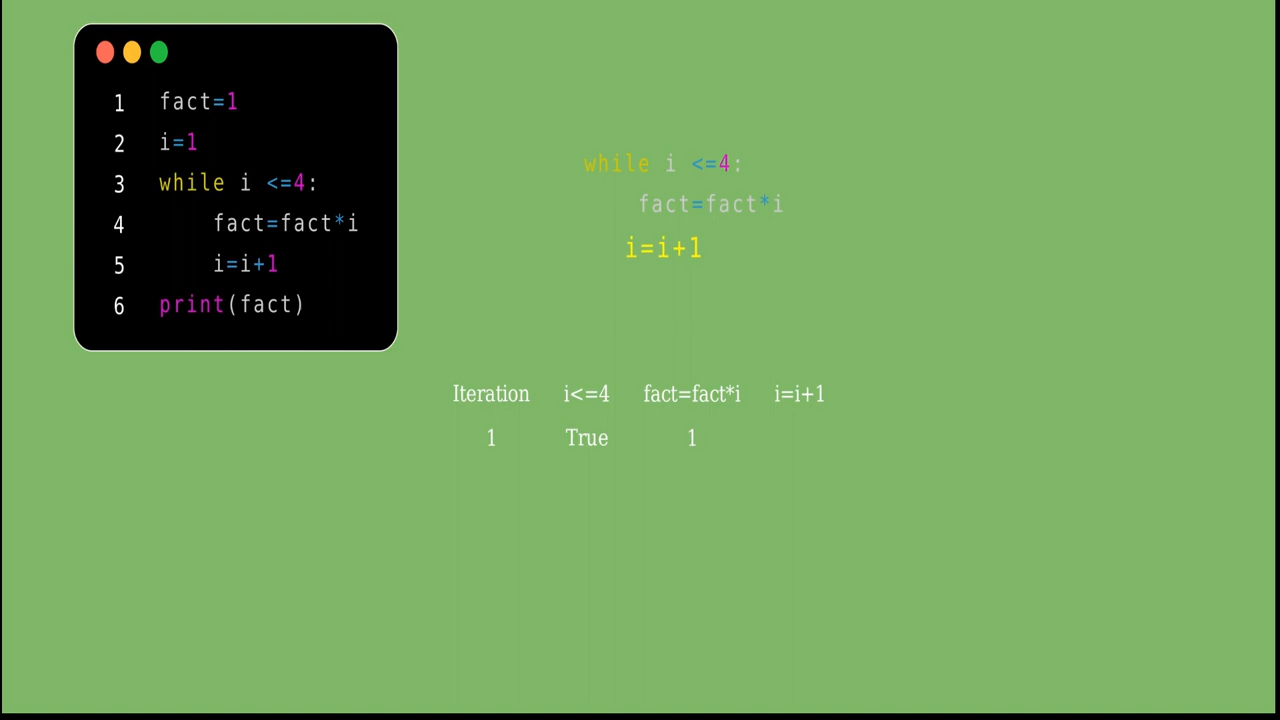 1 fact=1
2 i=1
3 while i <=4:
4 fact=fact*i
5 i=i+1
6 print(fact)
while i <=4:
fact=fact*i
i=i+1
Iteration i<=4 fact=fact*i i=i+1
1 True 1